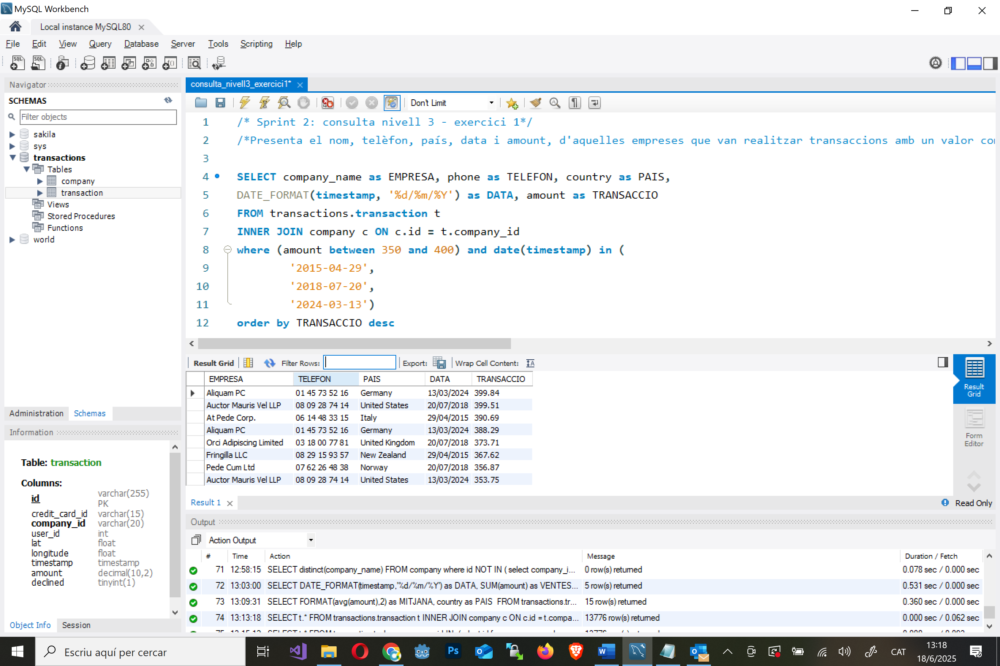 MySQL Workbench
Local instance MySQL80
File Edit View Query Database Server Tools Scripting Help
Navigator
SCHEMAS
Filter objects
sakila
sys
transactions
Tables
company
transaction
Views
Stored Procedures
Functions
world
Administration Schemas
Information
Table: transaction
Columns:
id varchar(255) PK
credit_card_id varchar(15)
company_id varchar(20)
user_id int
lat float
longitude float
timestamp timestamp
amount decimal(10,2)
declined tinyint(1)
Object Info Session
consulta_nivell3_exercici1*
Don't Limit
1 /* Sprint 2: consulta nivell 3 - exercici 1*/
2 /*Presenta el nom, telèfon, país, data i amount, d'aquelles empreses que van realitzar transaccions amb un valor co
3
4 SELECT company_name as EMPRESA, phone as TELEFON, country as PAIS,
5 DATE_FORMAT(timestamp, '%d/%m/%Y') as DATA, amount as TRANSACCIO
6 FROM transactions.transaction t
7 INNER JOIN company c ON c.id = t.company_id
8 where (amount between 350 and 400) and date(timestamp) in (
9 '2015-04-29',
10 '2018-07-20',
11 '2024-03-13')
12 order by TRANSACCIO desc
Result Grid Filter Rows: Export: Wrap Cell Content:
EMPRESA TELEFON PAIS DATA TRANSACCIO
Aliquam PC 01 45 73 52 16 Germany 13/03/2024 399.84
Auctor Mauris Vel LLP 08 09 28 74 14 United States 20/07/2018 399.51
At Pede Corp. 06 14 48 33 15 Italy 29/04/2015 390.69
Aliquam PC 01 45 73 52 16 Germany 13/03/2024 388.29
Orci Adipiscing Limited 03 18 00 77 81 United Kingdom 20/07/2018 373.71
Fringilla LLC 08 29 15 93 57 New Zealand 29/04/2015 367.62
Pede Cum Ltd 07 62 26 48 38 Norway 20/07/2018 356.87
Auctor Mauris Vel LLP 08 09 28 74 14 United States 13/03/2024 353.75
Result Grid
Form Editor
Result 1
Read Only
Output
Action Output
# Time Action Message Duration / Fetch
71 12:58:15 SELECT distinct(company_name) FROM company where id NOT IN ( select company_i... 0 row(s) returned 0.078 sec / 0.000 sec
72 13:03:00 SELECT DATE_FORMAT(timestamp,"%d/%m/%Y") as DATA, SUM(amount) as VENTES... 5 row(s) returned 0.531 sec / 0.000 sec
73 13:09:31 SELECT FORMAT(avg(amount),2) as MITJANA, country as PAIS FROM transactions.tr... 15 row(s) returned 0.360 sec / 0.000 sec
74 13:13:18 SELECT t.* FROM transactions.transaction t INNER JOIN company c ON c.id = t.compa... 13776 row(s) returned 0.000 sec / 0.062 sec
Escriu aquí per cercar
CAT
13:18
18/6/2025